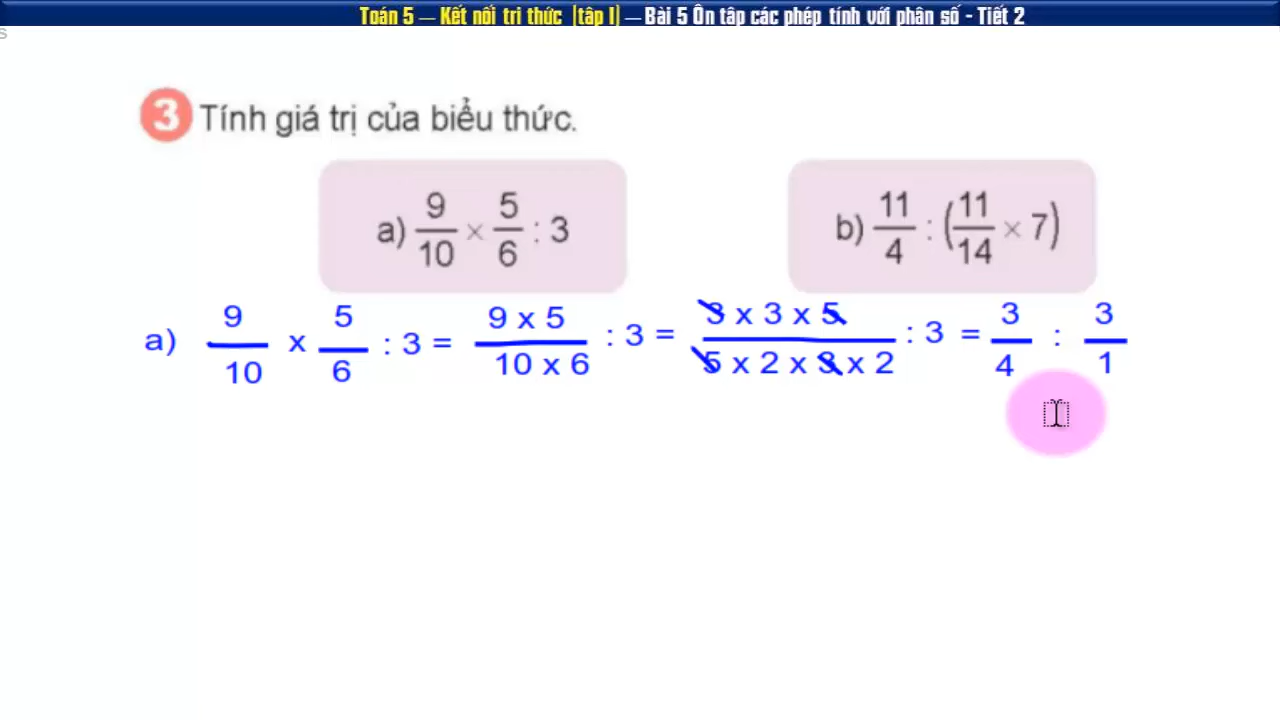 Toán 5 — Kết nối tri thức [tập 1] — Bài 5 Ôn tập các phép tính với phân số - Tiết 2
s
3 Tính giá trị của biểu thức.
a) 9/10 × 5/6 : 3
b) 11/4 : (11/14 × 7)
a) 9/10 x 5/6 : 3 = 9 x 5/10 x 6 : 3 = 3 x 3 x 5/5 x 2 x 3 x 2 : 3 = 3/4 : 3/1